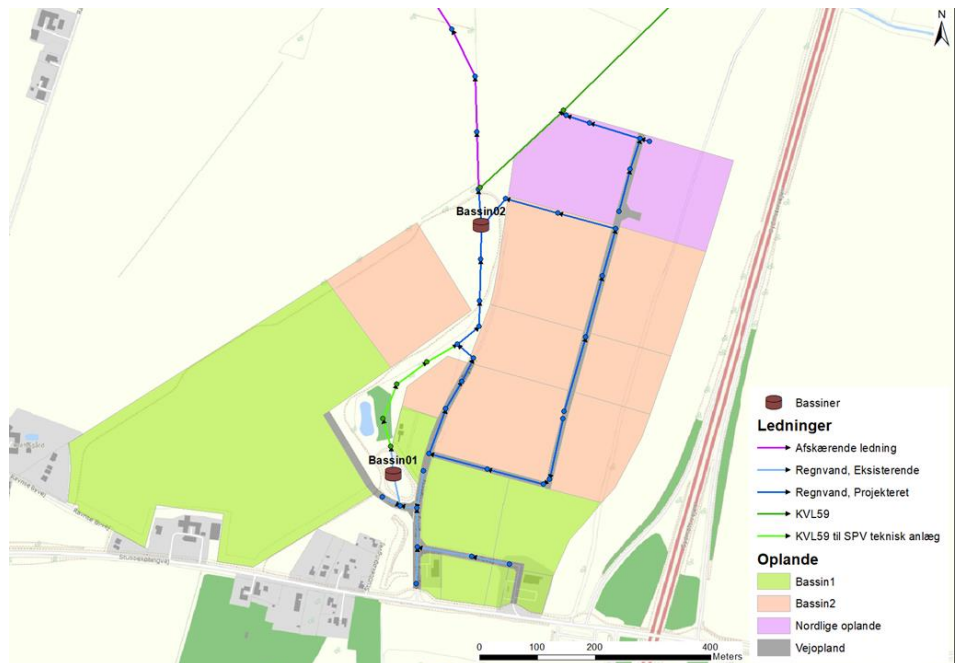 N
Bassin02
Bassin01
Bassiner
Ledninger
Afskærende ledning
Regnvand, Eksisterende
Regnvand, Projekteret
KVL59
KVL59 til SPV teknisk anlæg
Oplande
Bassin1
Bassin2
Nordlige oplande
Vejopland
0 100 200 400
Meters